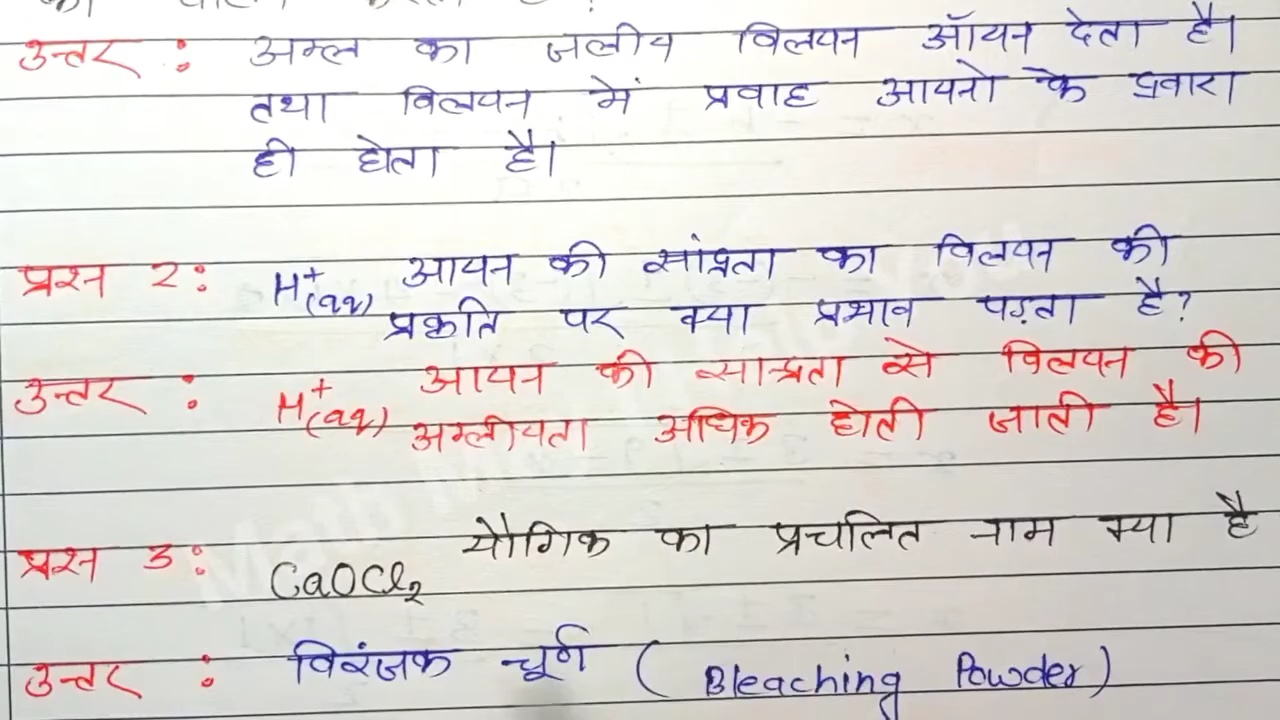 उत्तर : अम्ल का जलीय विलयन ऑयन देता है।
तथा विलयन में प्रवाह आयनो के द्वारा
ही होता है।
प्रश्न २: H⁺(aq) आयन की सांद्रता का विलयन की
प्रकृति पर क्या प्रभाव पड़ता है?
उत्तर : H⁺(aq) आयन की सान्द्रता से विलयन की
अम्लीयता अधिक होती जाती है।
प्रश्न 3: CaOCl₂ यौगिक का प्रचलित नाम क्या है
उत्तर : विरंजक चूर्ण (Bleaching Powder)